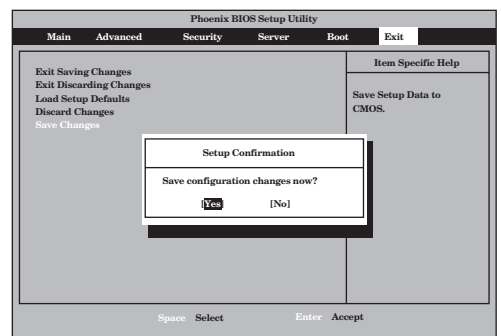 Phoenix BIOS Setup Utility
Main Advanced Security Server Boot Exit
Exit Saving Changes
Exit Discarding Changes
Load Setup Defaults
Discard Changes
Save Changes
Item Specific Help
Save Setup Data to
CMOS.
Setup Confirmation
Save configuration changes now?
[Yes] [No]
Space Select Enter Accept